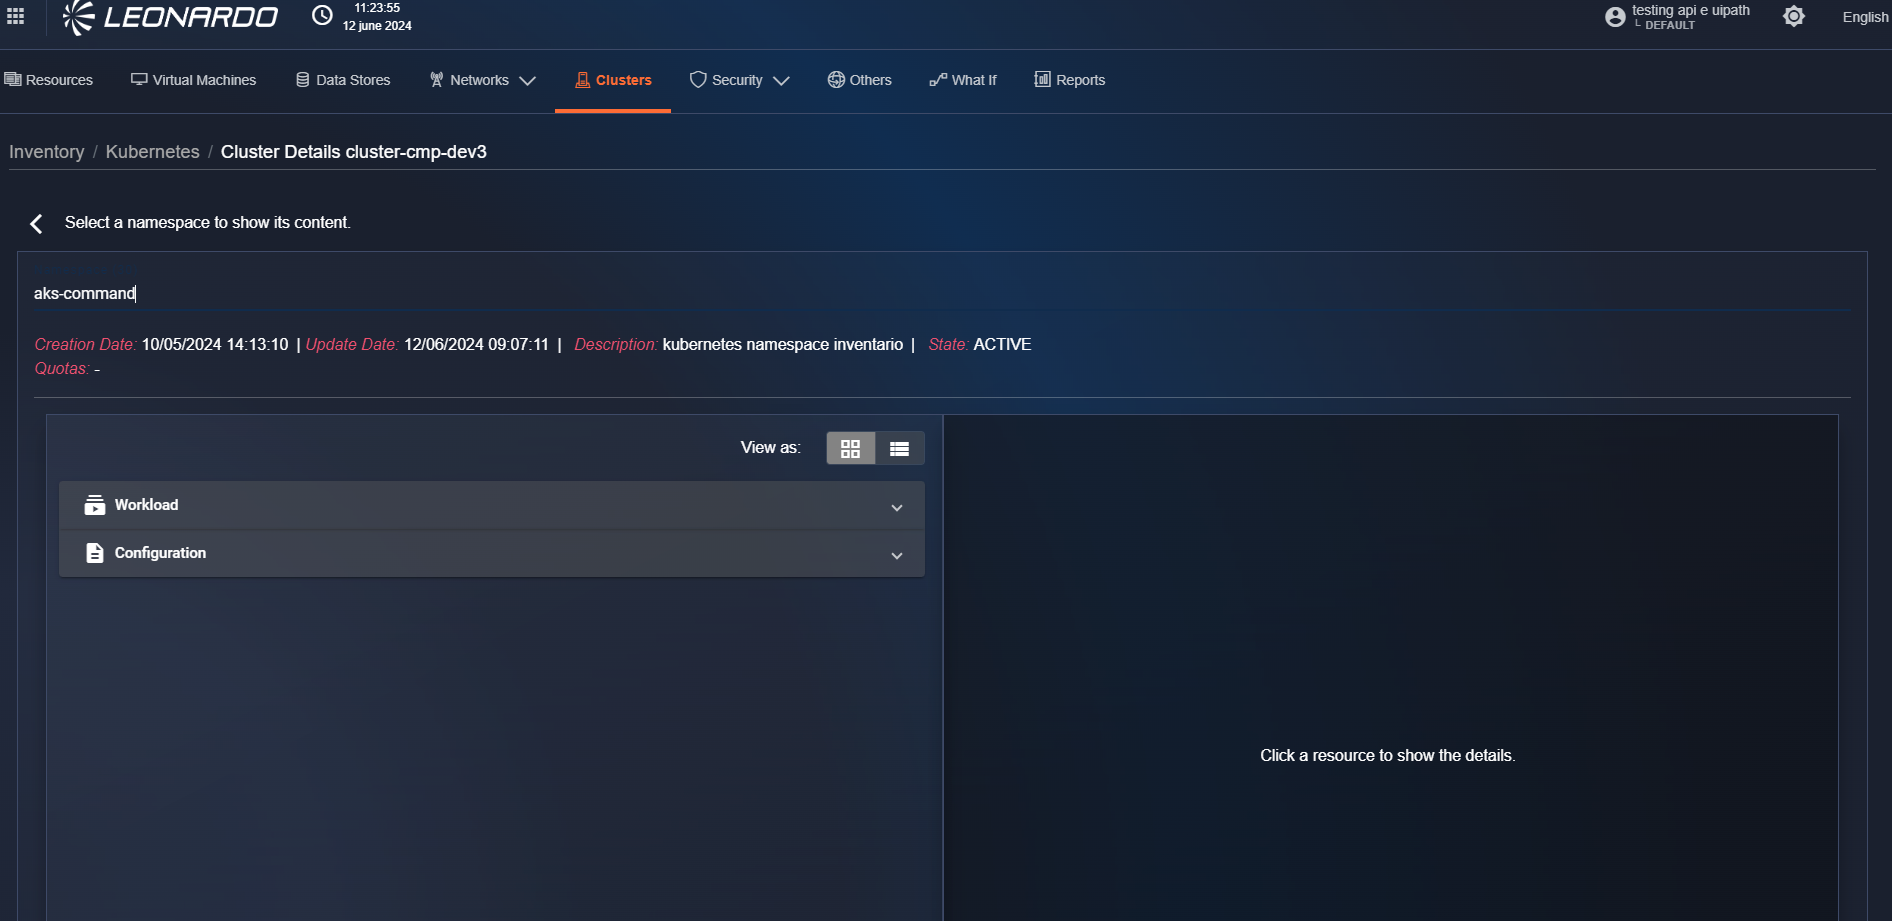 LEONARDO
11:23:55
12 june 2024
testing api e uipath
└ DEFAULT
English
Resources
Virtual Machines
Data Stores
Networks
Clusters
Security
Others
What If
Reports
Inventory / Kubernetes / Cluster Details cluster-cmp-dev3
Select a namespace to show its content.
aks-command
Creation Date: 10/05/2024 14:13:10 | Update Date: 12/06/2024 09:07:11 | Description: kubernetes namespace inventario | State: ACTIVE
Quotas: -
View as:
Workload
Configuration
Click a resource to show the details.